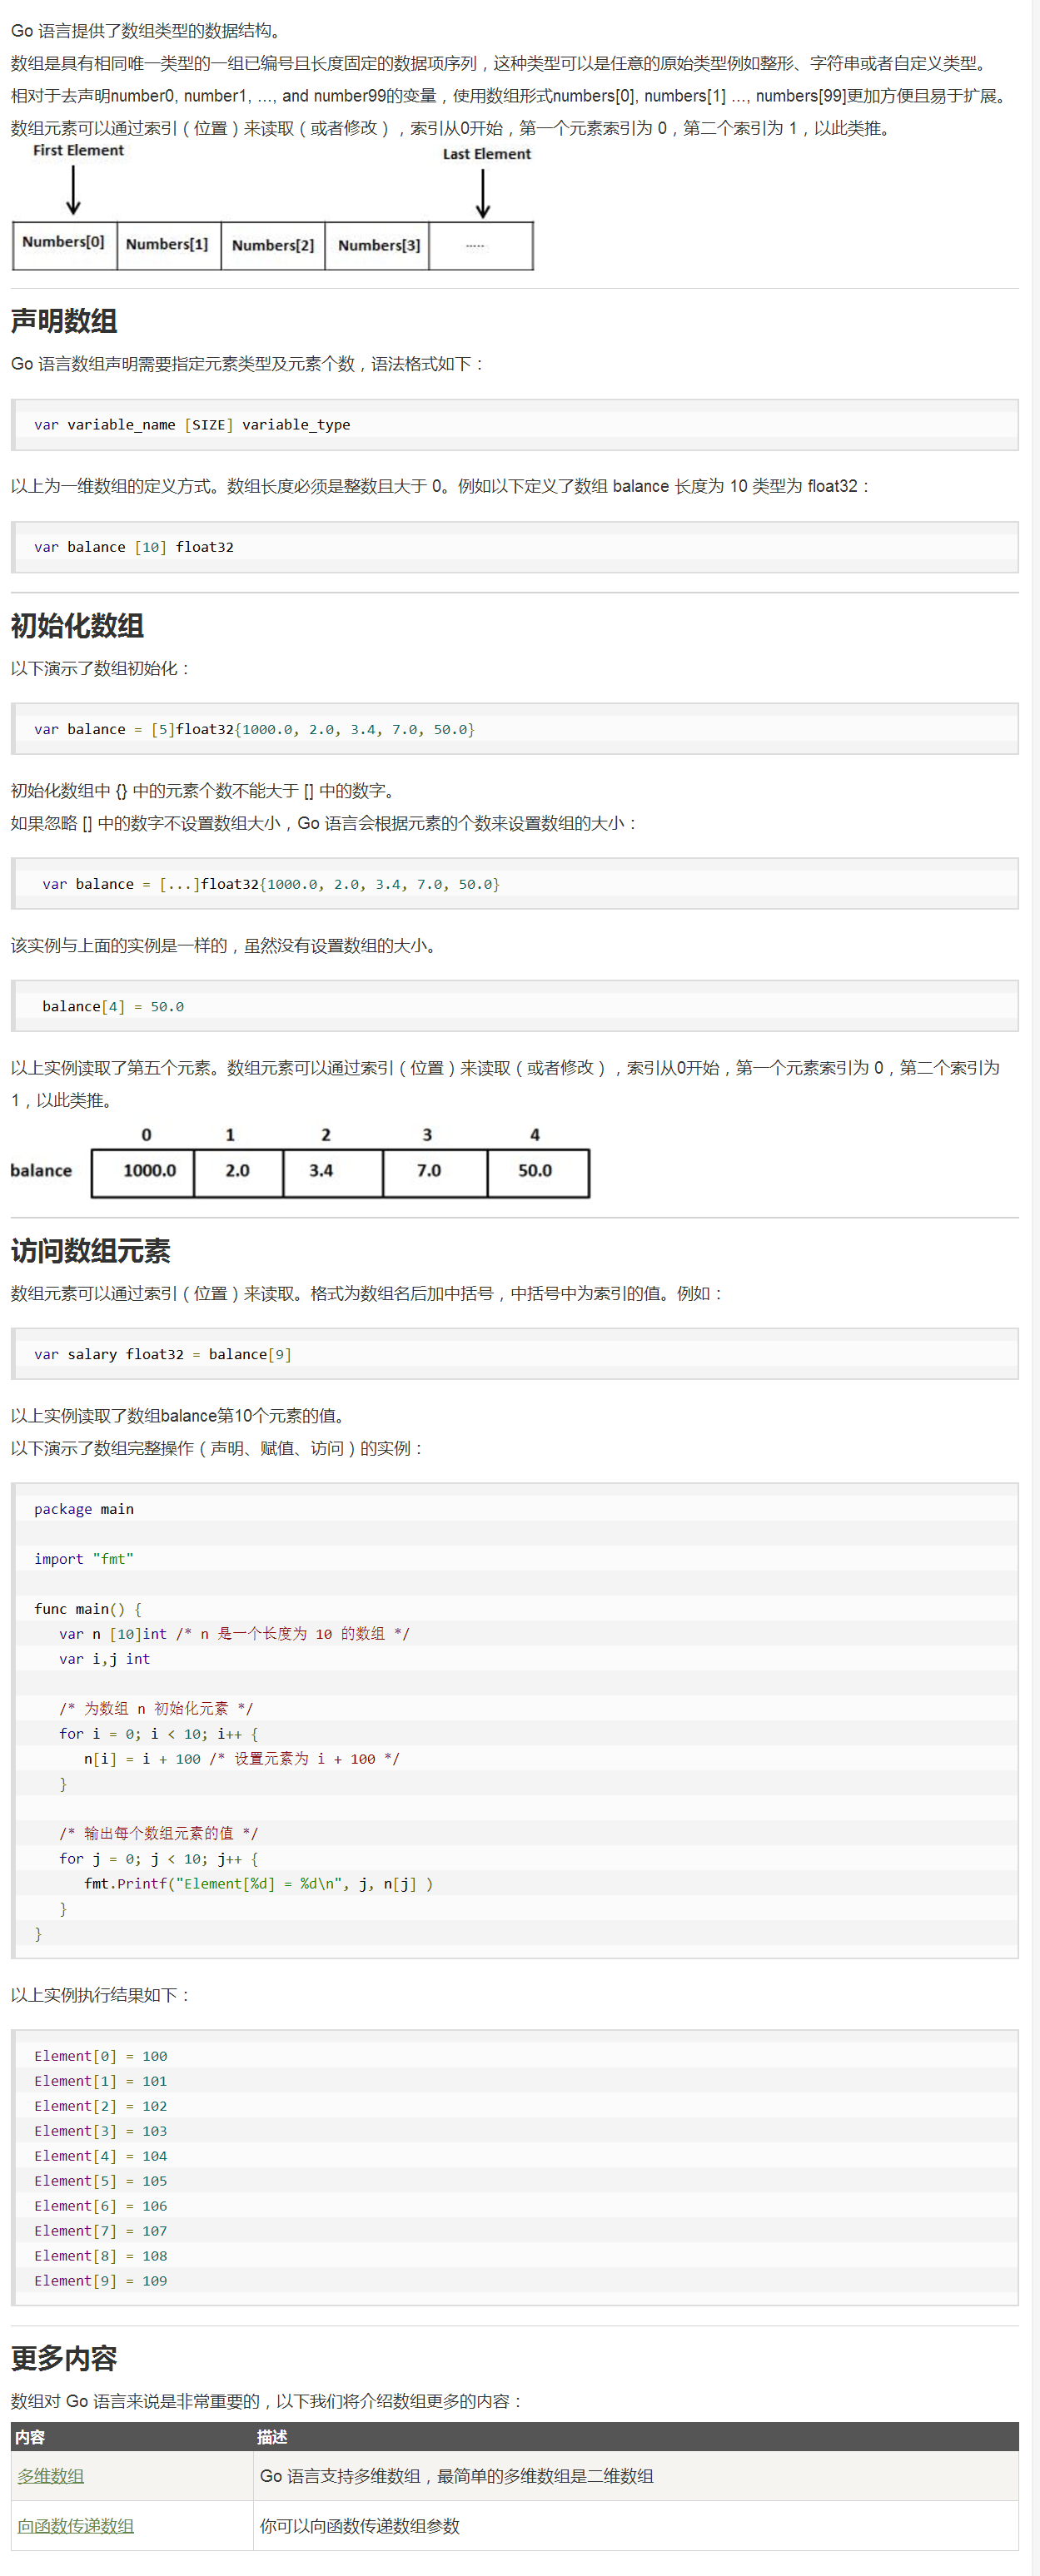 Go 语言提供了数组类型的数据结构。
数组是具有相同唯一类型的一组已编号且长度固定的数据项序列，这种类型可以是任意的原始类型例如整形、字符串或者自定义类型。
相对于去声明number0, number1, ..., and number99的变量，使用数组形式numbers[0], numbers[1] ..., numbers[99]更加方便且易于扩展。
数组元素可以通过索引（位置）来读取（或者修改），索引从0开始，第一个元素索引为 0，第二个索引为 1，以此类推。
First Element Last Element
Numbers[0] Numbers[1] Numbers[2] Numbers[3] .....
声明数组
Go 语言数组声明需要指定元素类型及元素个数，语法格式如下：
var variable_name [SIZE] variable_type
以上为一维数组的定义方式。数组长度必须是整数且大于 0。例如以下定义了数组 balance 长度为 10 类型为 float32：
var balance [10] float32
初始化数组
以下演示了数组初始化：
var balance = [5]float32{1000.0, 2.0, 3.4, 7.0, 50.0}
初始化数组中 {} 中的元素个数不能大于 [] 中的数字。
如果忽略 [] 中的数字不设置数组大小，Go 语言会根据元素的个数来设置数组的大小：
var balance = [...]float32{1000.0, 2.0, 3.4, 7.0, 50.0}
该实例与上面的实例是一样的，虽然没有设置数组的大小。
balance[4] = 50.0
以上实例读取了第五个元素。数组元素可以通过索引（位置）来读取（或者修改），索引从0开始，第一个元素索引为 0，第二个索引为
1，以此类推。
0 1 2 3 4
balance 1000.0 2.0 3.4 7.0 50.0
访问数组元素
数组元素可以通过索引（位置）来读取。格式为数组名后加中括号，中括号中为索引的值。例如：
var salary float32 = balance[9]
以上实例读取了数组balance第10个元素的值。
以下演示了数组完整操作（声明、赋值、访问）的实例：
package main
import "fmt"
func main() {
var n [10]int /* n 是一个长度为 10 的数组 */
var i,j int
/* 为数组 n 初始化元素 */
for i = 0; i < 10; i++ {
n[i] = i + 100 /* 设置元素为 i + 100 */
}
/* 输出每个数组元素的值 */
for j = 0; j < 10; j++ {
fmt.Printf("Element[%d] = %d\n", j, n[j] )
}
}
以上实例执行结果如下：
Element[0] = 100
Element[1] = 101
Element[2] = 102
Element[3] = 103
Element[4] = 104
Element[5] = 105
Element[6] = 106
Element[7] = 107
Element[8] = 108
Element[9] = 109
更多内容
数组对 Go 语言来说是非常重要的，以下我们将介绍数组更多的内容：
内容 描述
多维数组 Go 语言支持多维数组，最简单的多维数组是二维数组
向函数传递数组 你可以向函数传递数组参数